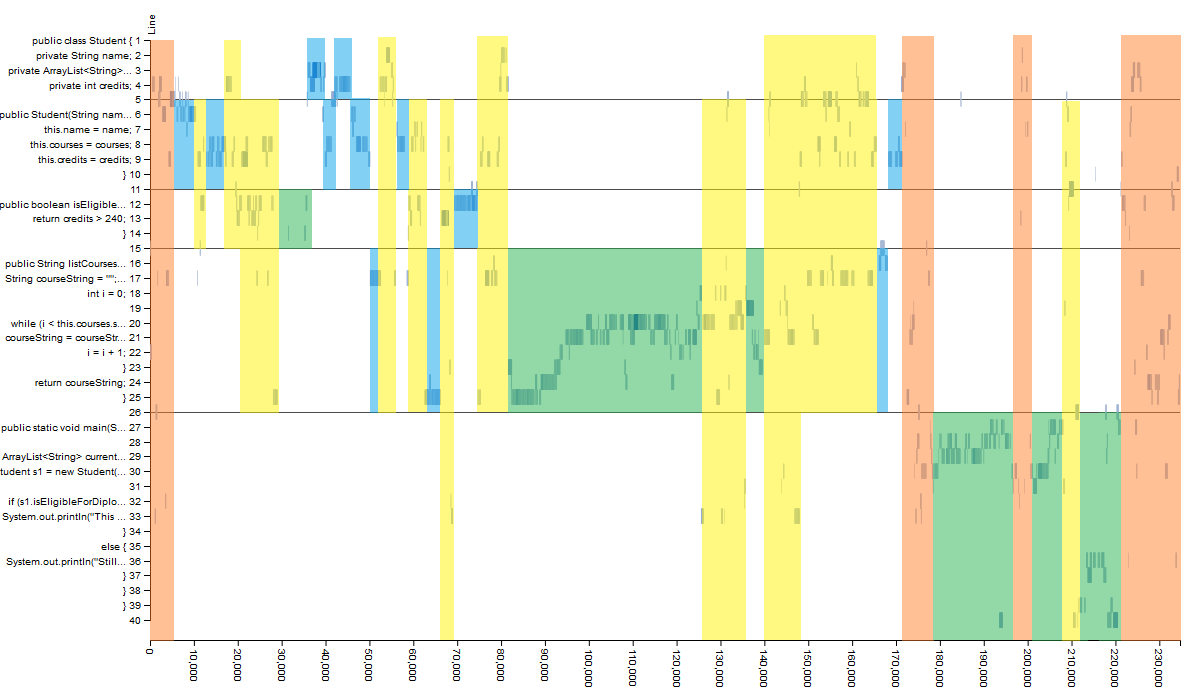 Line
public class Student { 1
private String name; 2
private ArrayList<String>... 3
private int credits; 4
5
public Student(String nam... 6
this.name = name; 7
this.courses = courses; 8
this.credits = credits; 9
} 10
11
public boolean isEligible... 12
return credits > 240; 13
} 14
15
public String listCourses... 16
String courseString = "";... 17
int i = 0; 18
19
while (i < this.courses.s... 20
courseString = courseStr... 21
i = i + 1; 22
} 23
return courseString; 24
} 25
26
public static void main(S... 27
28
ArrayList<String> current... 29
tudent s1 = new Student(... 30
31
if (s1.isEligibleForDiplo... 32
System.out.println("This ... 33
} 34
else { 35
System.out.println("Still... 36
} 37
} 38
} 39
40
0
10,000
20,000
30,000
40,000
50,000
60,000
70,000
80,000
90,000
100,000
110,000
120,000
130,000
140,000
150,000
160,000
170,000
180,000
190,000
200,000
210,000
220,000
230,000